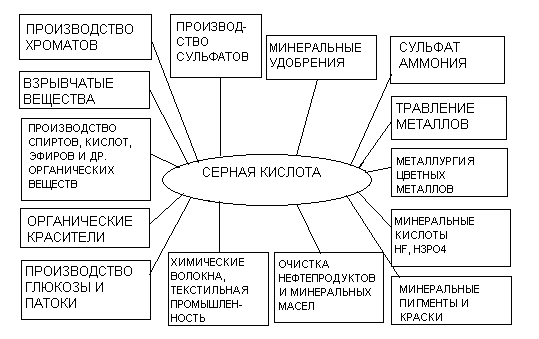 ПРОИЗВОДСТВО
ХРОМАТОВ
ПРОИЗВОД-
СТВО
СУЛЬФАТОВ
МИНЕРАЛЬНЫЕ
УДОБРЕНИЯ
СУЛЬФАТ
АММОНИЯ
ВЗРЫВЧАТЫЕ
ВЕЩЕСТВА
ТРАВЛЕНИЕ
МЕТАЛЛОВ
ПРОИЗВОДСТВО
СПИРТОВ, КИСЛОТ,
ЭФИРОВ И ДР.
ОРГАНИЧЕСКИХ
ВЕЩЕСТВ
СЕРНАЯ КИСЛОТА
МЕТАЛЛУРГИЯ
ЦВЕТНЫХ
МЕТАЛЛОВ
ОРГАНИЧЕСКИЕ
КРАСИТЕЛИ
МИНЕРАЛЬНЫЕ
КИСЛОТЫ
HF, H3PO4
ПРОИЗВОДСТВО
ГЛЮКОЗЫ И
ПАТОКИ
ХИМИЧЕСКИЕ
ВОЛОКНА,
ТЕКСТИЛЬНАЯ
ПРОМЫШЛЕН-
НОСТЬ
ОЧИСТКА
НЕФТЕПРОДУКТОВ
И МИНЕРАЛЬНЫХ
МАСЕЛ
МИНЕРАЛЬНЫЕ
ПИГМЕНТЫ И
КРАСКИ